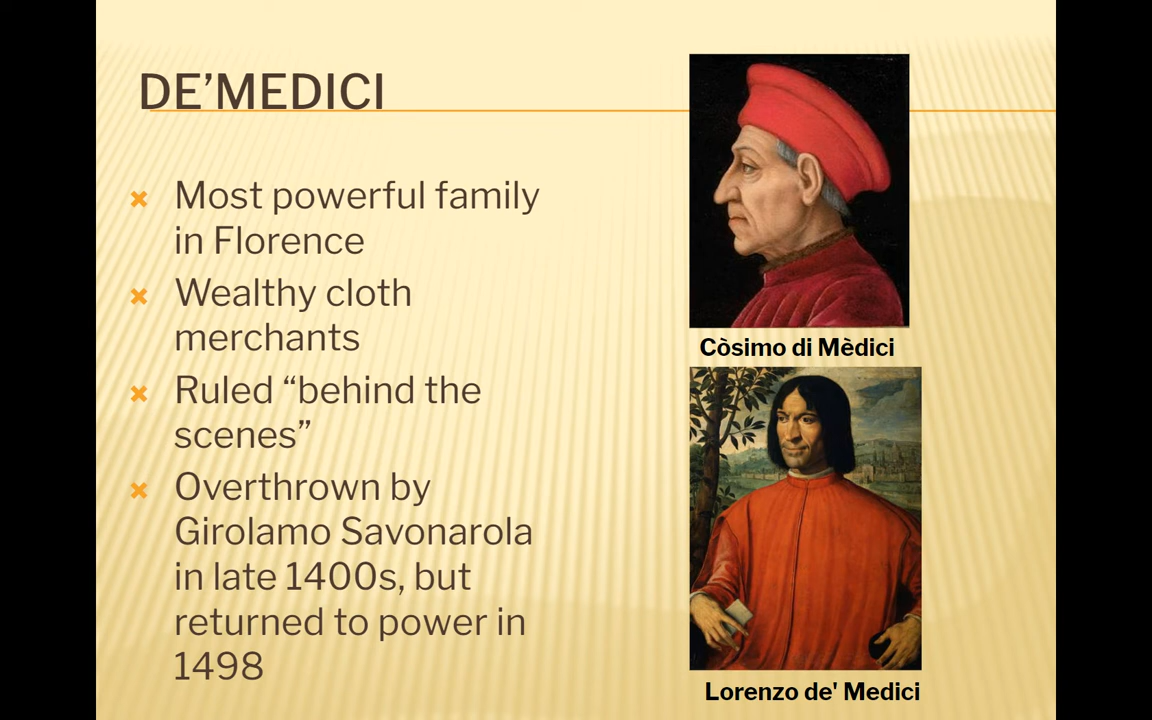 DE’MEDICI
Most powerful family
in Florence
Wealthy cloth
merchants
Ruled “behind the
scenes”
Overthrown by
Girolamo Savonarola
in late 1400s, but
returned to power in
1498
Còsimo di Mèdici
Lorenzo de' Medici